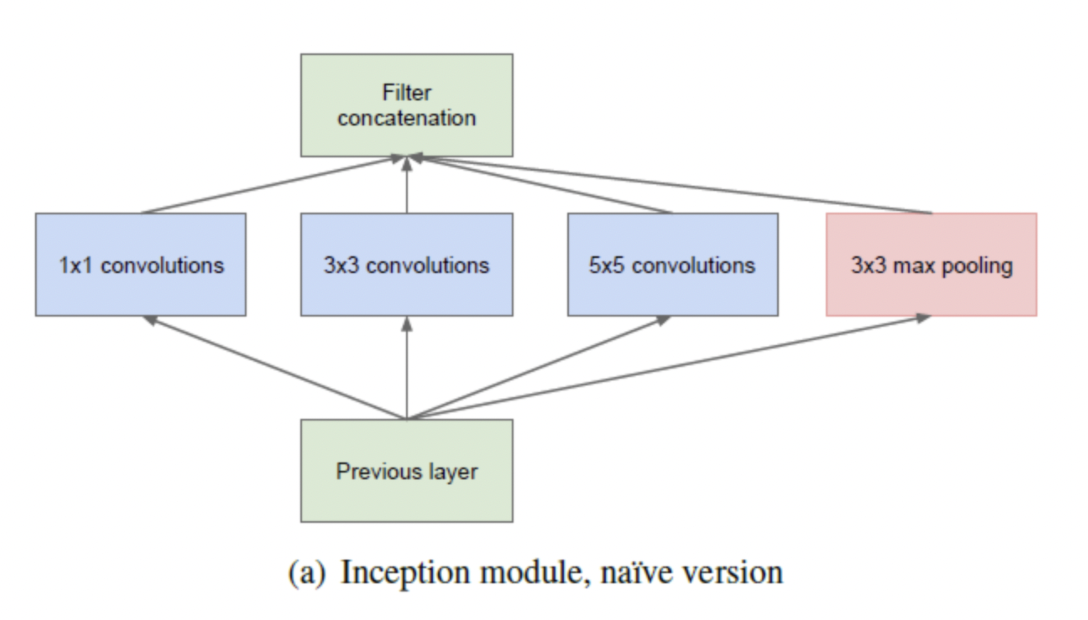 Filter
concatenation
1x1 convolutions
3x3 convolutions
5x5 convolutions
3x3 max pooling
Previous layer
(a) Inception module, naïve version